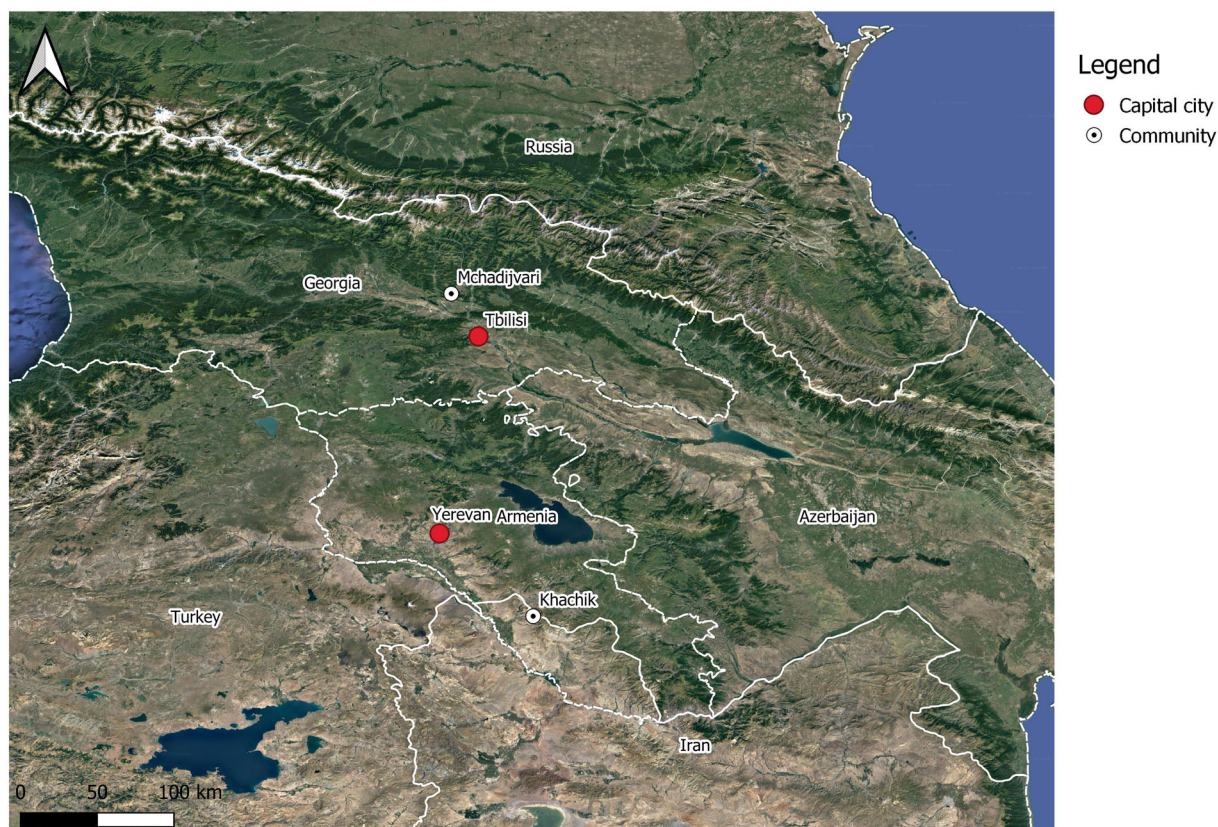 Legend
Capital city
Community
Russia
Georgia
Mchadijvari
Tbilisi
Yerevan
Armenia
Azerbaijan
Khachik
Turkey
Iran
0 50 100 km